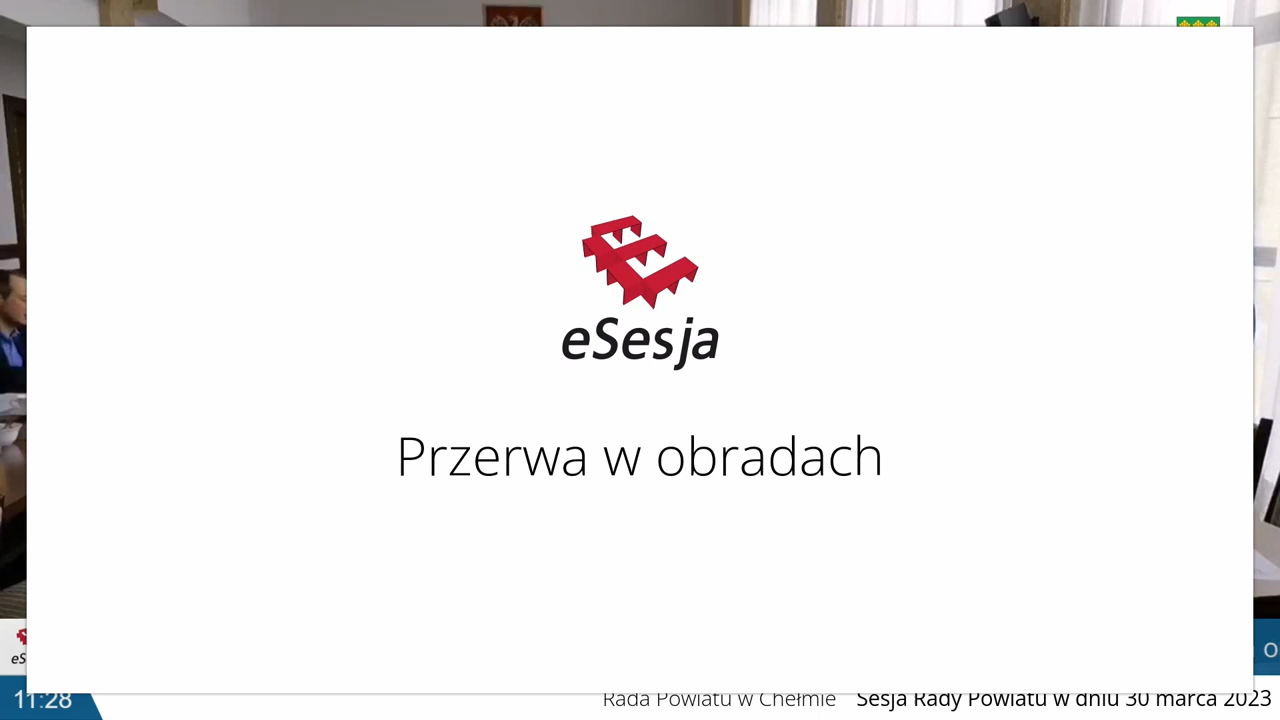 eSesja
Przerwa w obradach
11:28
Rada Powiatu w Chełmie Sesja Rady Powiatu w dniu 30 marca 2023